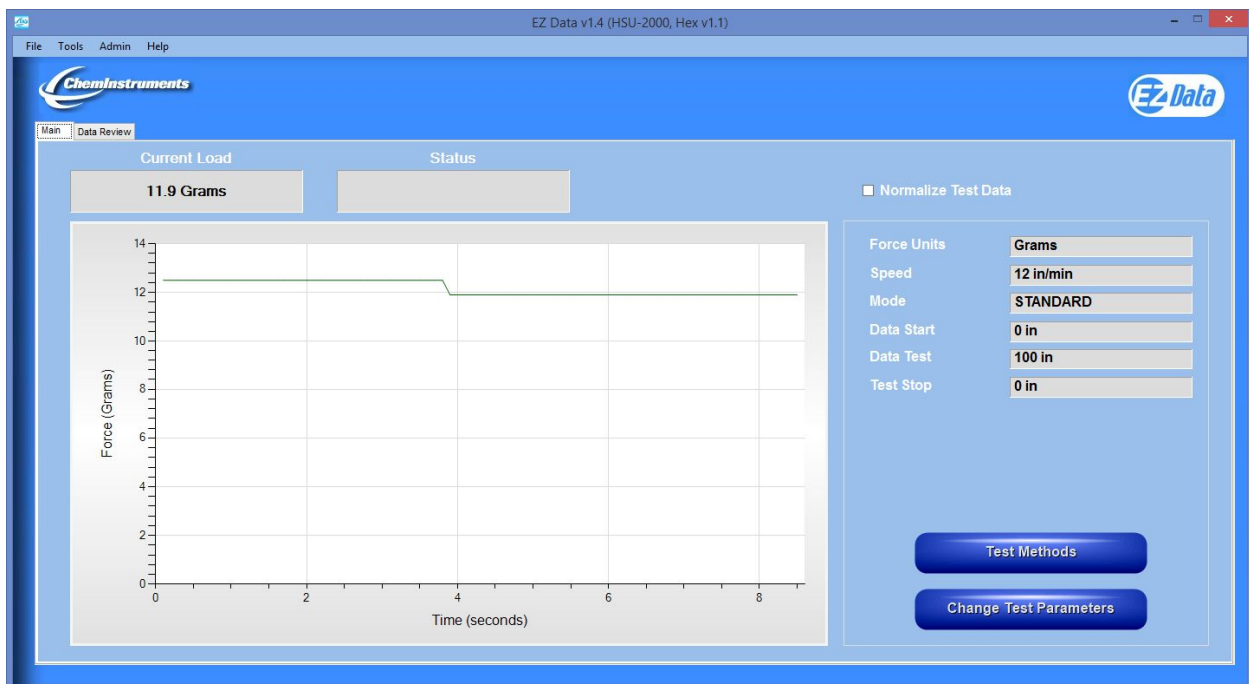 EZ Data v1.4 (HSU-2000, Hex v1.1)
File Tools Admin Help
ChemInstruments
EZ Data
Main Data Review
Current Load Status
11.9 Grams
Normalize Test Data
Force Units Grams
Speed 12 in/min
Mode STANDARD
Data Start 0 in
Data Test 100 in
Test Stop 0 in
Force (Grams)
14
12
10
8
6
4
2
0
0 2 4 6 8
Time (seconds)
Test Methods
Change Test Parameters